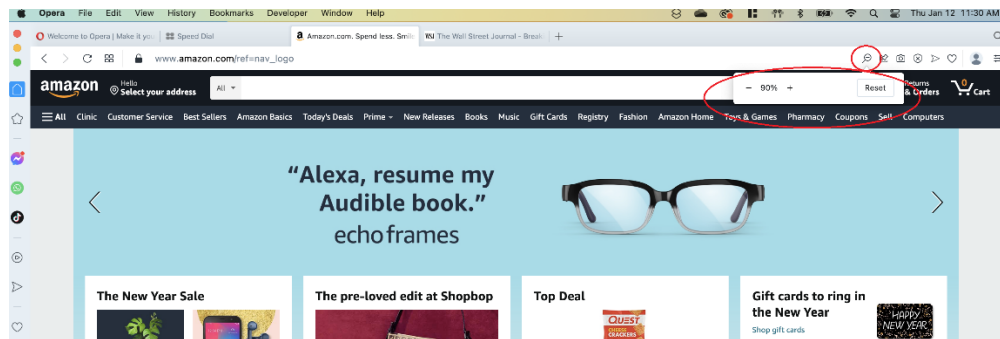 Opera File Edit View History Bookmarks Developer Window Help Thu Jan 12 11:30 AM
Welcome to Opera | Make it you Speed Dial Amazon.com. Spend less. Smile WSJ The Wall Street Journal - Break
www.amazon.com/ref=nav_logo
amazon Hello All 90% Reset Returns 0
Select your address & Orders Cart
All Clinic Customer Service Best Sellers Amazon Basics Today's Deals Prime New Releases Books Music Gift Cards Registry Fashion Amazon Home Toys & Games Pharmacy Coupons Sell Computers
“Alexa, resume my
Audible book.”
echo frames
The New Year Sale
The pre-loved edit at Shopbop
Top Deal
QUEST
CHEESE
CRACKERS
Gift cards to ring in
the New Year
Shop gift cards
HAPPY
NEW YEAR